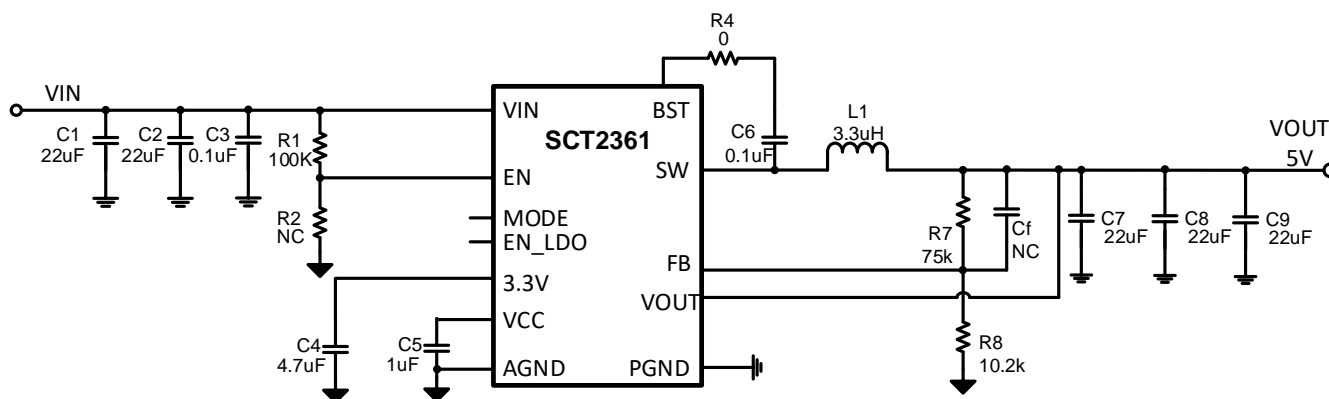 R4
0
VIN
C1
22uF
C2
22uF
C3
0.1uF
R1
100K
R2
NC
VIN
BST
SCT2361
EN
SW
MODE
EN_LDO
FB
3.3V
VOUT
VCC
AGND
PGND
C4
4.7uF
C5
1uF
C6
0.1uF
L1
3.3uH
R7
75k
Cf
NC
R8
10.2k
C7
22uF
C8
22uF
C9
22uF
VOUT
5V